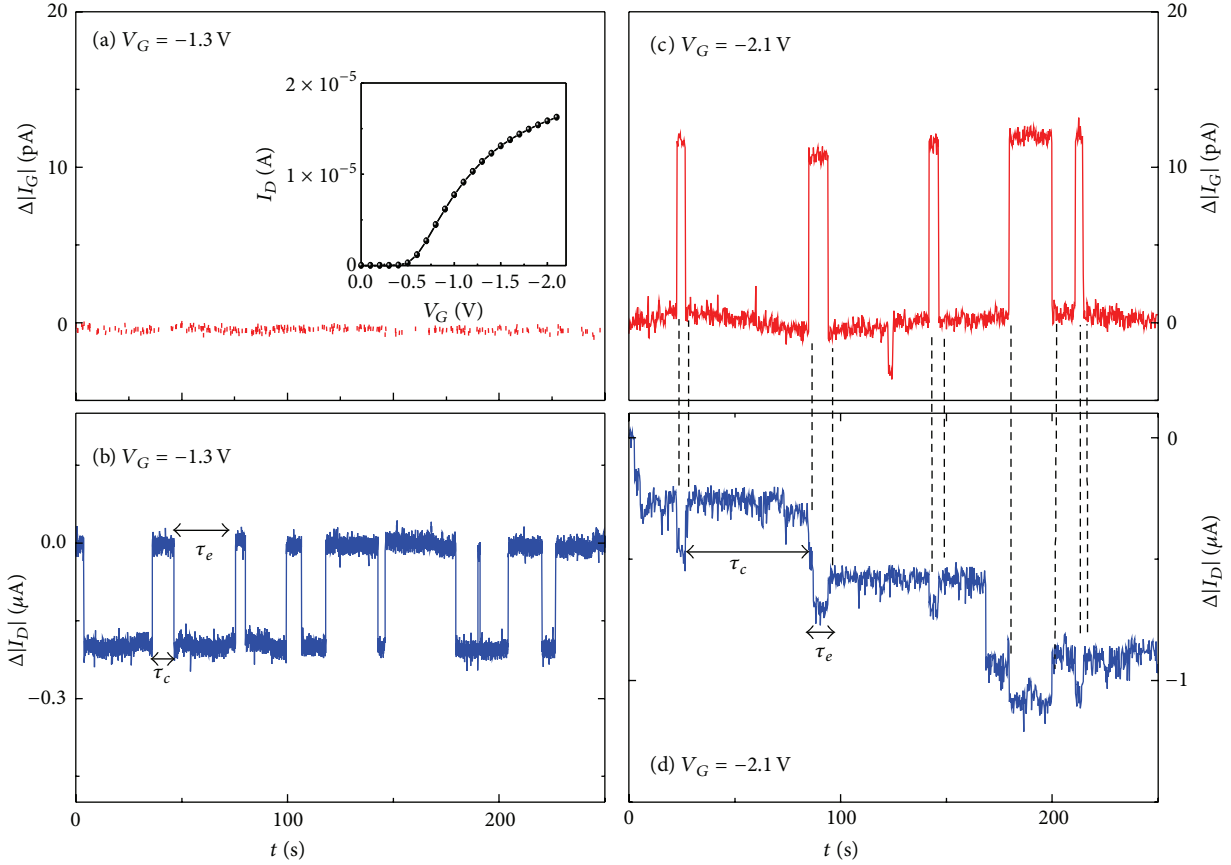 (a) V_G = −1.3 V
20
10
0
Δ|I_G| (pA)
2 × 10⁻⁵
1 × 10⁻⁵
0
I_D (A)
0.0 −0.5 −1.0 −1.5 −2.0
V_G (V)
(c) V_G = −2.1 V
20
10
0
Δ|I_G| (pA)
(b) V_G = −1.3 V
0.0
−0.3
Δ|I_D| (μA)
τ_e
τ_c
0 100 200
t (s)
0
−1
Δ|I_D| (μA)
τ_c
τ_e
(d) V_G = −2.1 V
0 100 200
t (s)